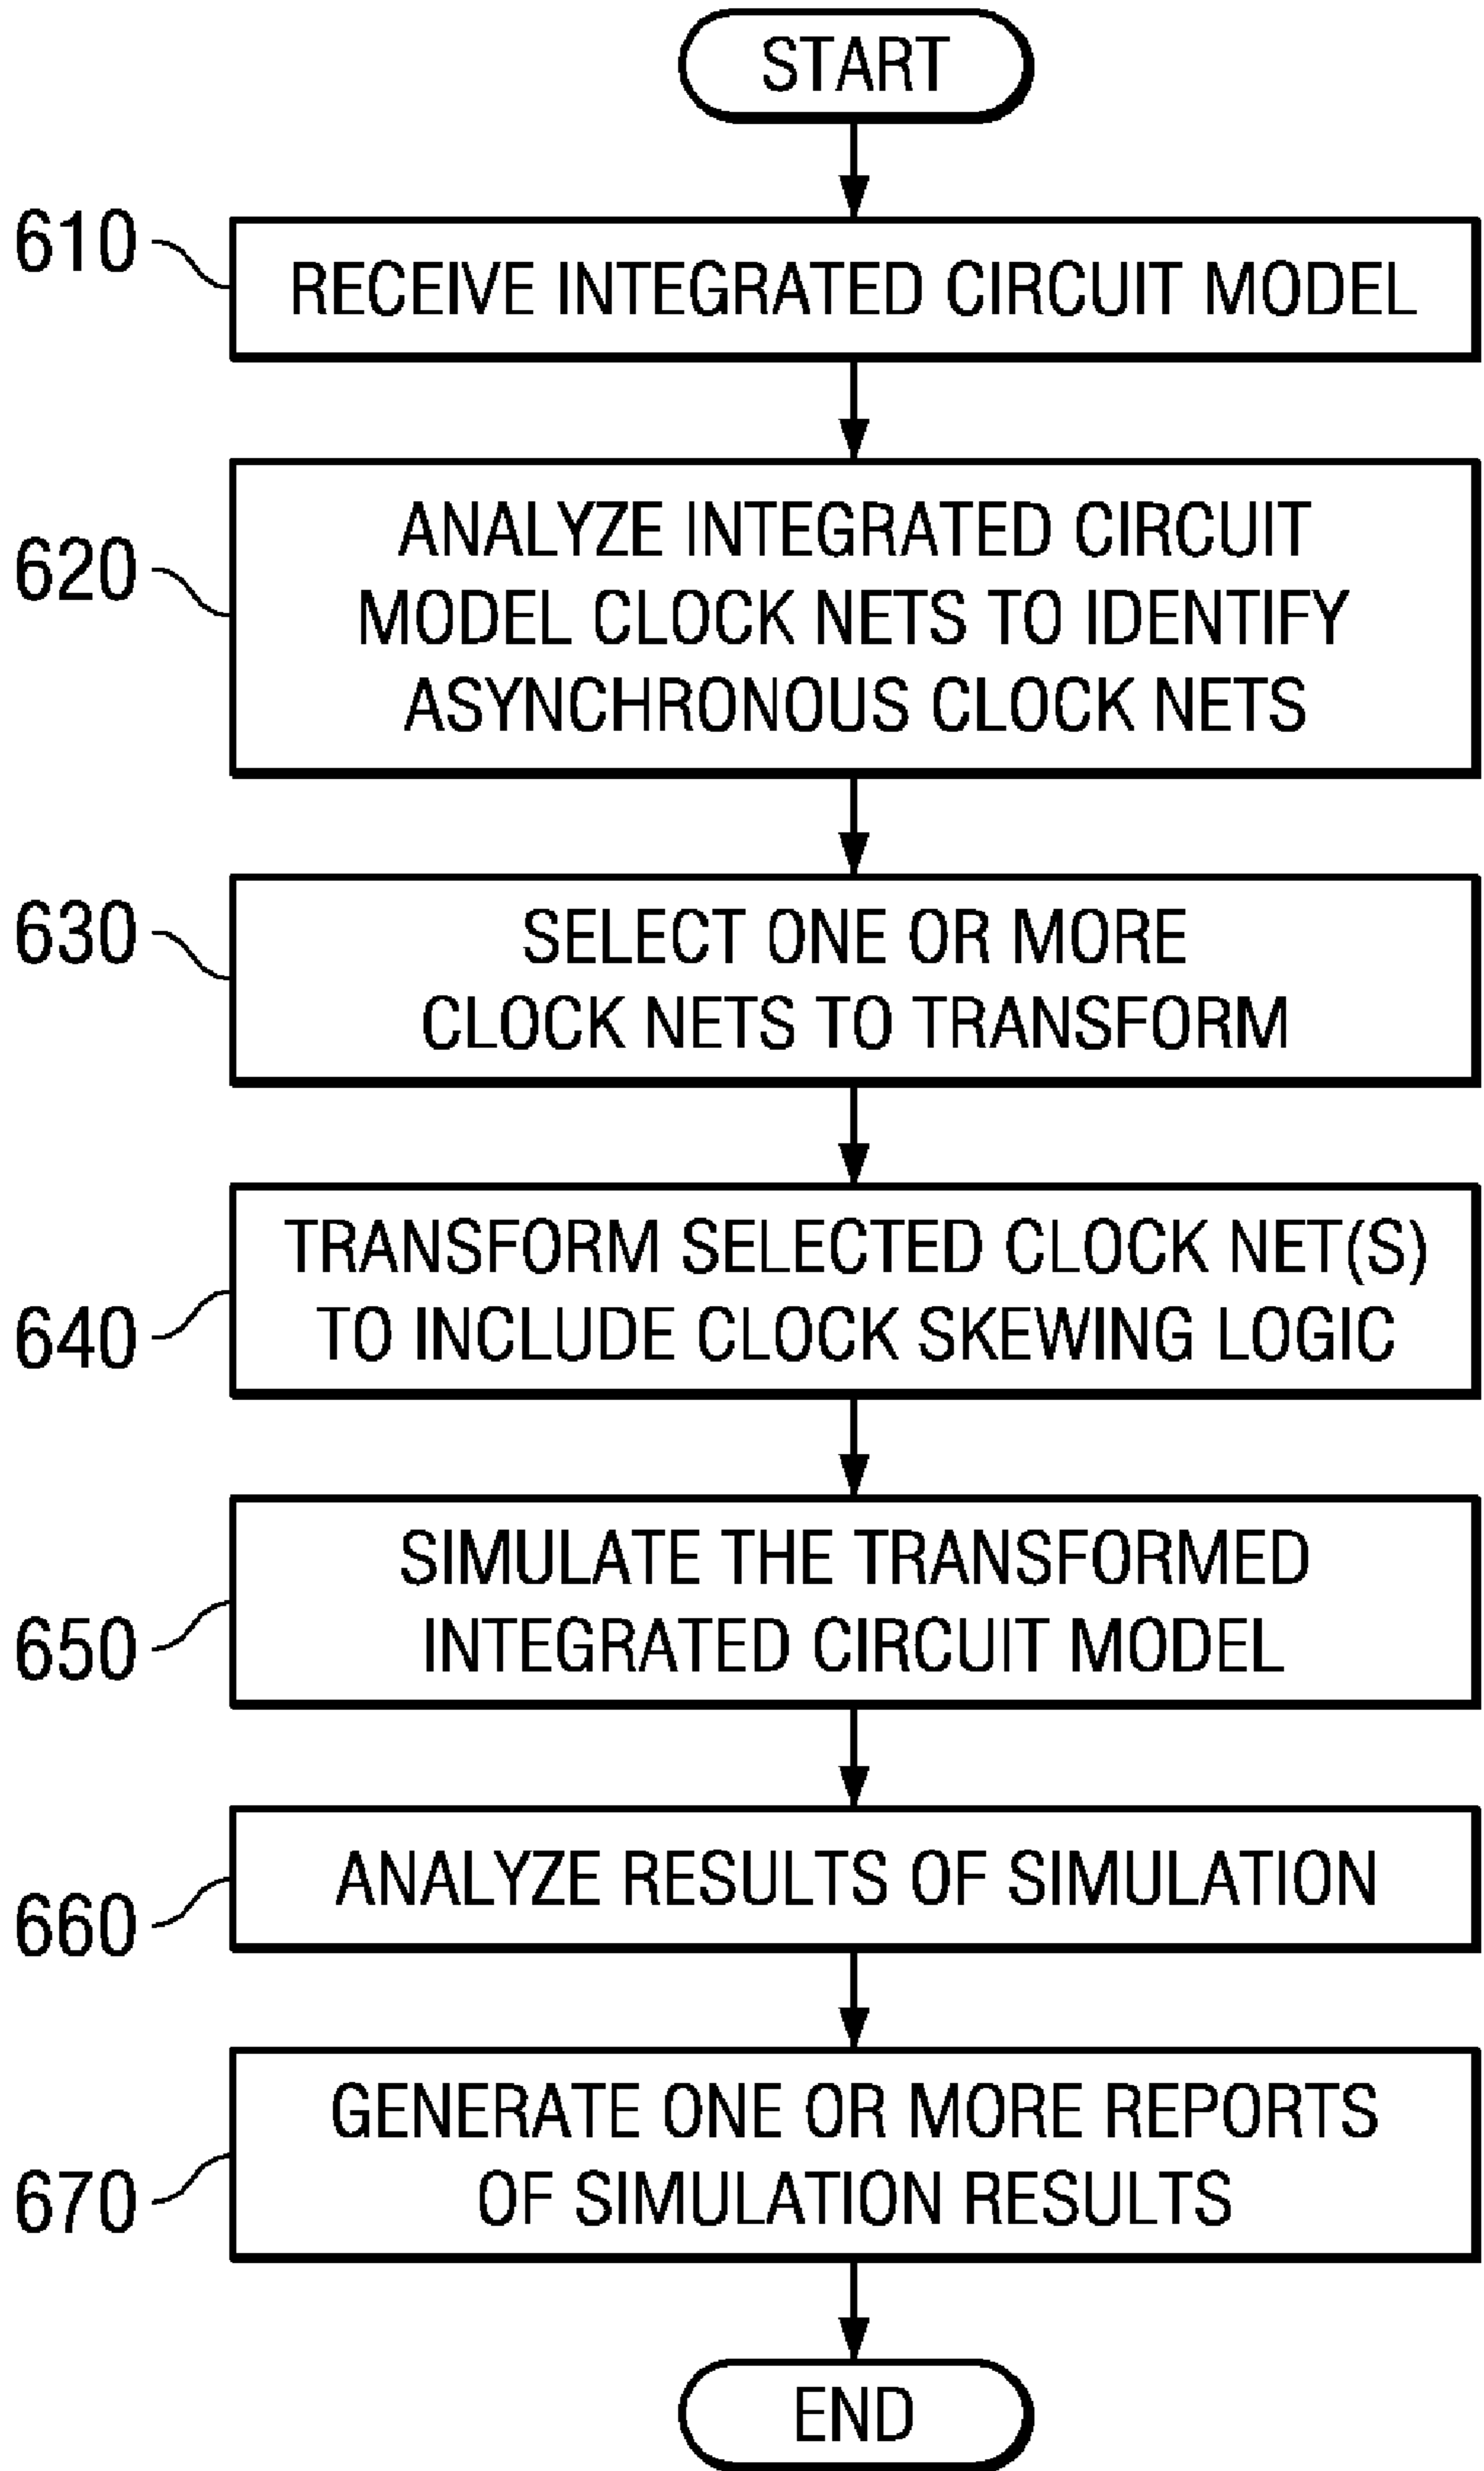 START
610
RECEIVE INTEGRATED CIRCUIT MODEL
620
ANALYZE INTEGRATED CIRCUIT
MODEL CLOCK NETS TO IDENTIFY
ASYNCHRONOUS CLOCK NETS
630
SELECT ONE OR MORE
CLOCK NETS TO TRANSFORM
640
TRANSFORM SELECTED CLOCK NET(S)
TO INCLUDE CLOCK SKEWING LOGIC
650
SIMULATE THE TRANSFORMED
INTEGRATED CIRCUIT MODEL
660
ANALYZE RESULTS OF SIMULATION
670
GENERATE ONE OR MORE REPORTS
OF SIMULATION RESULTS
END